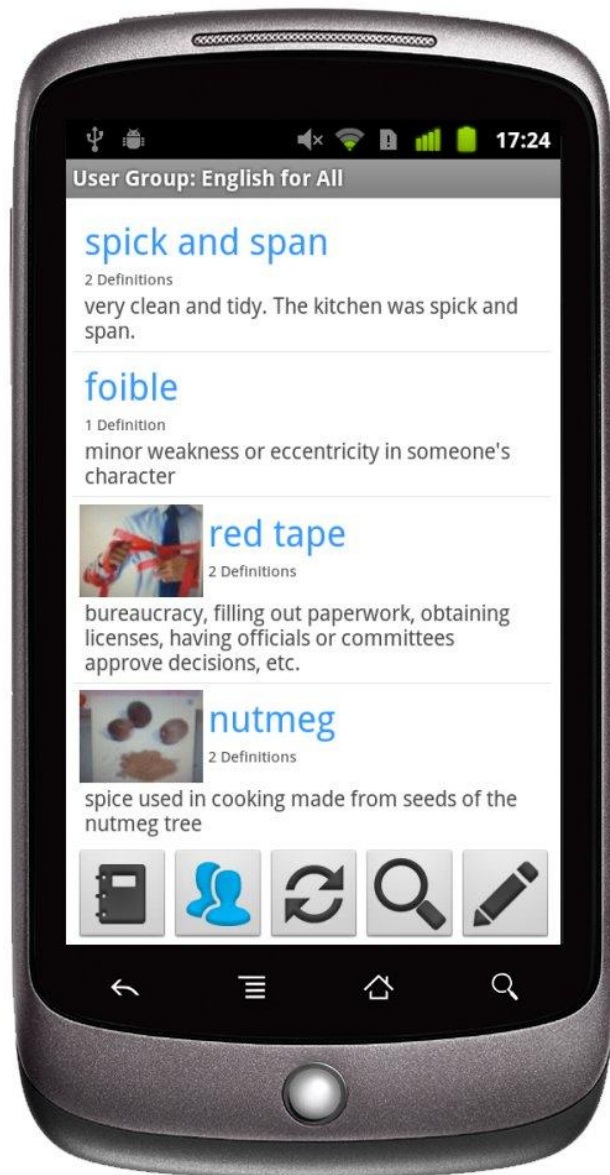 17:24
User Group: English for All
spick and span
2 Definitions
very clean and tidy. The kitchen was spick and
span.
foible
1 Definition
minor weakness or eccentricity in someone's
character
red tape
2 Definitions
bureaucracy, filling out paperwork, obtaining
licenses, having officials or committees
approve decisions, etc.
nutmeg
2 Definitions
spice used in cooking made from seeds of the
nutmeg tree